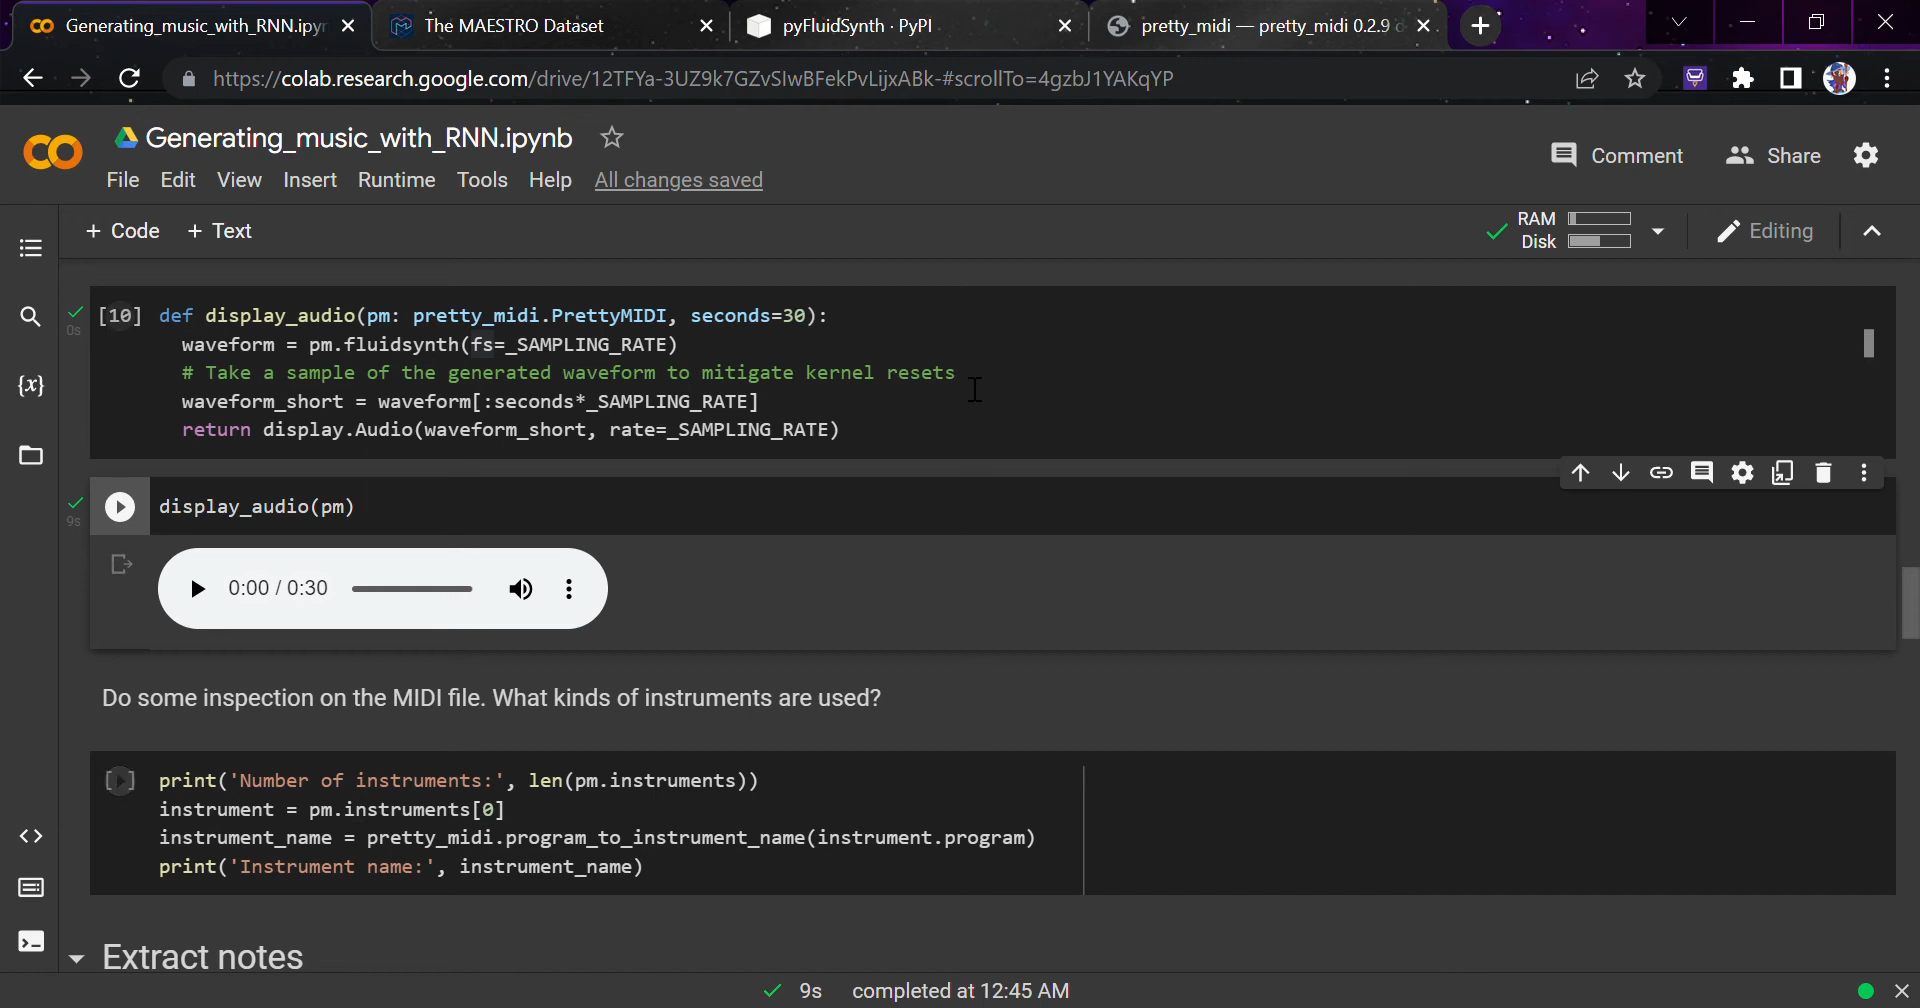 Generating_music_with_RNN.ipyn
The MAESTRO Dataset
pyFluidSynth · PyPI
pretty_midi — pretty_midi 0.2.9 d
https://colab.research.google.com/drive/12TFYa-3UZ9k7GZvSlwBFekPvLijxABk-#scrollTo=4gzbJ1YAKqYP
Generating_music_with_RNN.ipynb
Comment
Share
File Edit View Insert Runtime Tools Help All changes saved
+ Code + Text
RAM
Disk
Editing
[10] def display_audio(pm: pretty_midi.PrettyMIDI, seconds=30):
0s
waveform = pm.fluidsynth(fs=_SAMPLING_RATE)
# Take a sample of the generated waveform to mitigate kernel resets
waveform_short = waveform[:seconds*_SAMPLING_RATE]
return display.Audio(waveform_short, rate=_SAMPLING_RATE)
display_audio(pm)
9s
0:00 / 0:30
Do some inspection on the MIDI file. What kinds of instruments are used?
[ ] print('Number of instruments:', len(pm.instruments))
instrument = pm.instruments[0]
instrument_name = pretty_midi.program_to_instrument_name(instrument.program)
print('Instrument name:', instrument_name)
Extract notes
9s completed at 12:45 AM